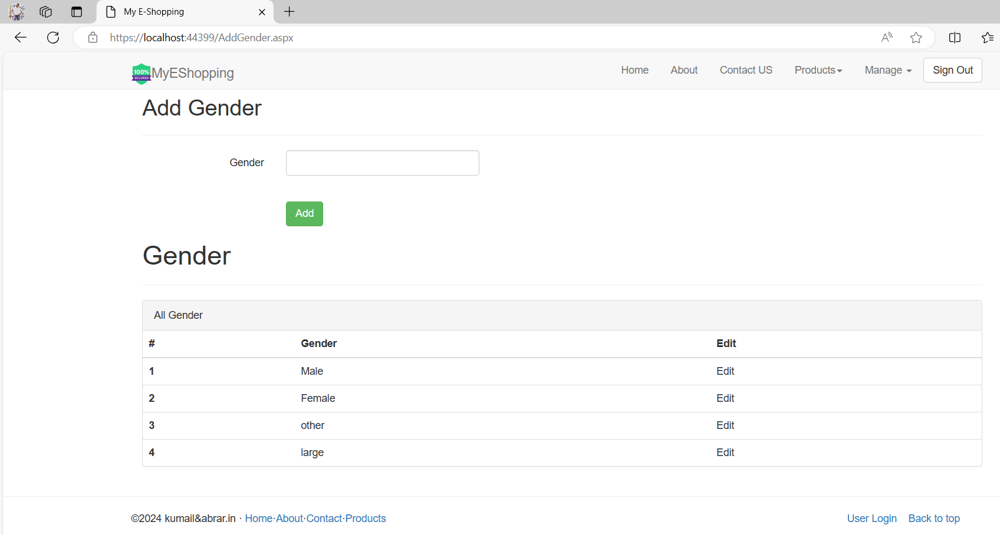 My E-Shopping
https://localhost:44399/AddGender.aspx
100% SECURED MyEShopping Home About Contact US Products Manage Sign Out
Add Gender
Gender
Add
Gender
All Gender
# Gender Edit
1 Male Edit
2 Female Edit
3 other Edit
4 large Edit
©2024 kumail&abrar.in · Home·About·Contact·Products User Login Back to top